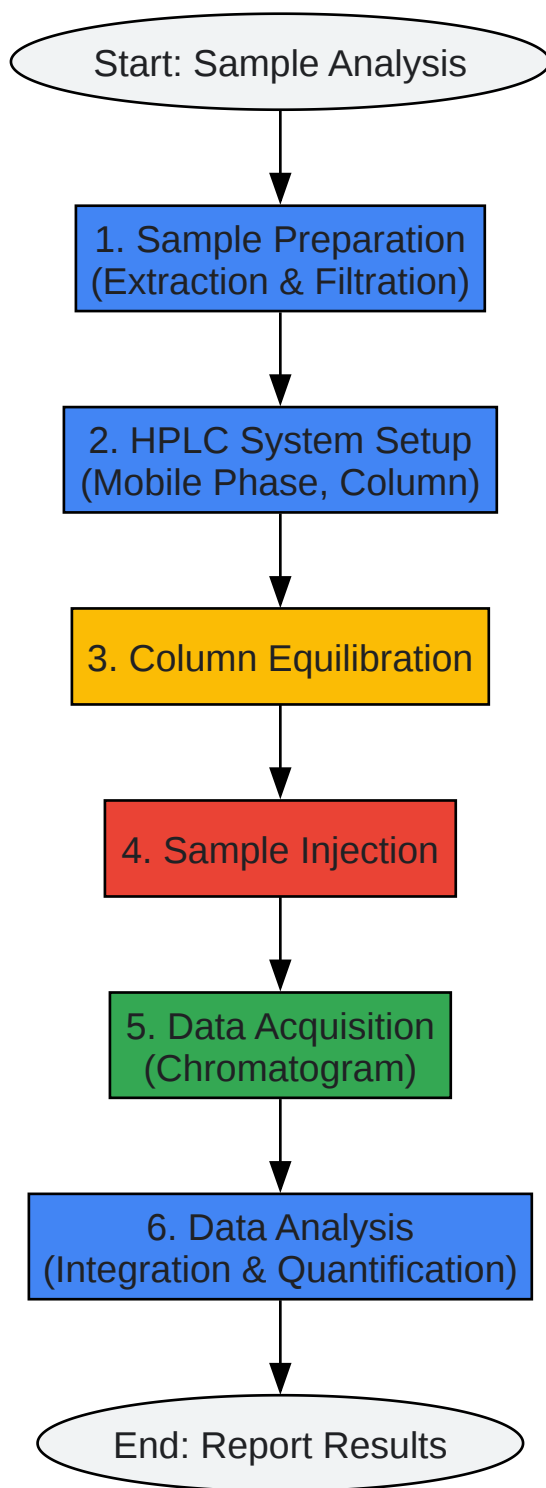 Start: Sample Analysis
1. Sample Preparation
(Extraction & Filtration)
2. HPLC System Setup
(Mobile Phase, Column)
3. Column Equilibration
4. Sample Injection
5. Data Acquisition
(Chromatogram)
6. Data Analysis
(Integration & Quantification)
End: Report Results